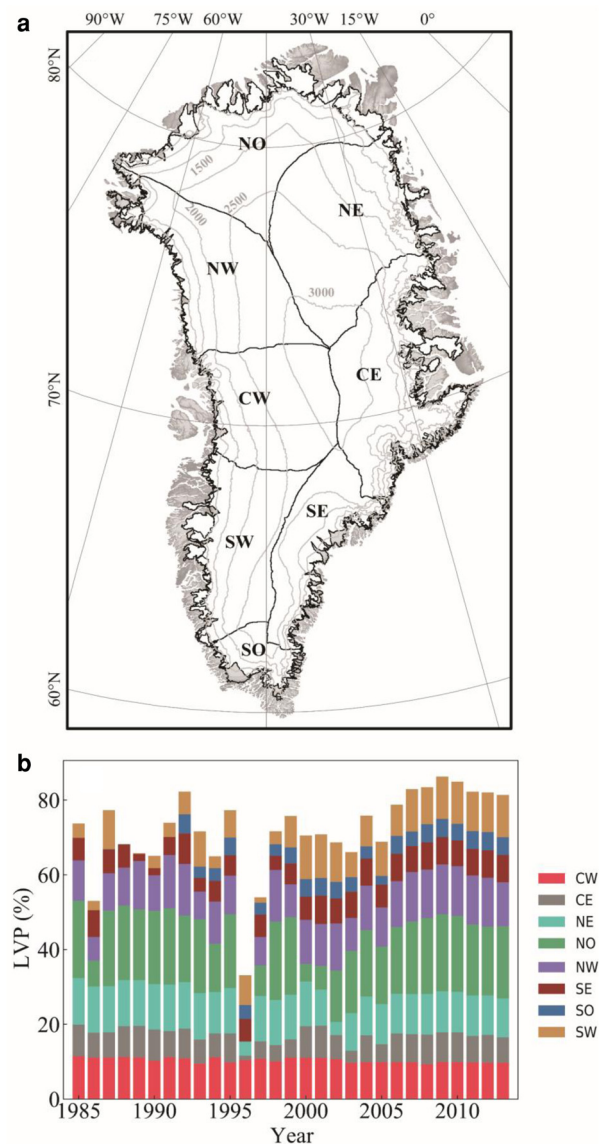 a
90°W 75°W 60°W 30°W 15°W 0°
80°N
NO
1500
NE
2000
2500
NW
3000
CE
70°N
CW
SE
SW
SO
60°N
b
LVP (%)
80
60
40
20
0
CW
CE
NE
NO
NW
SE
SO
SW
1985 1990 1995 2000 2005 2010
Year